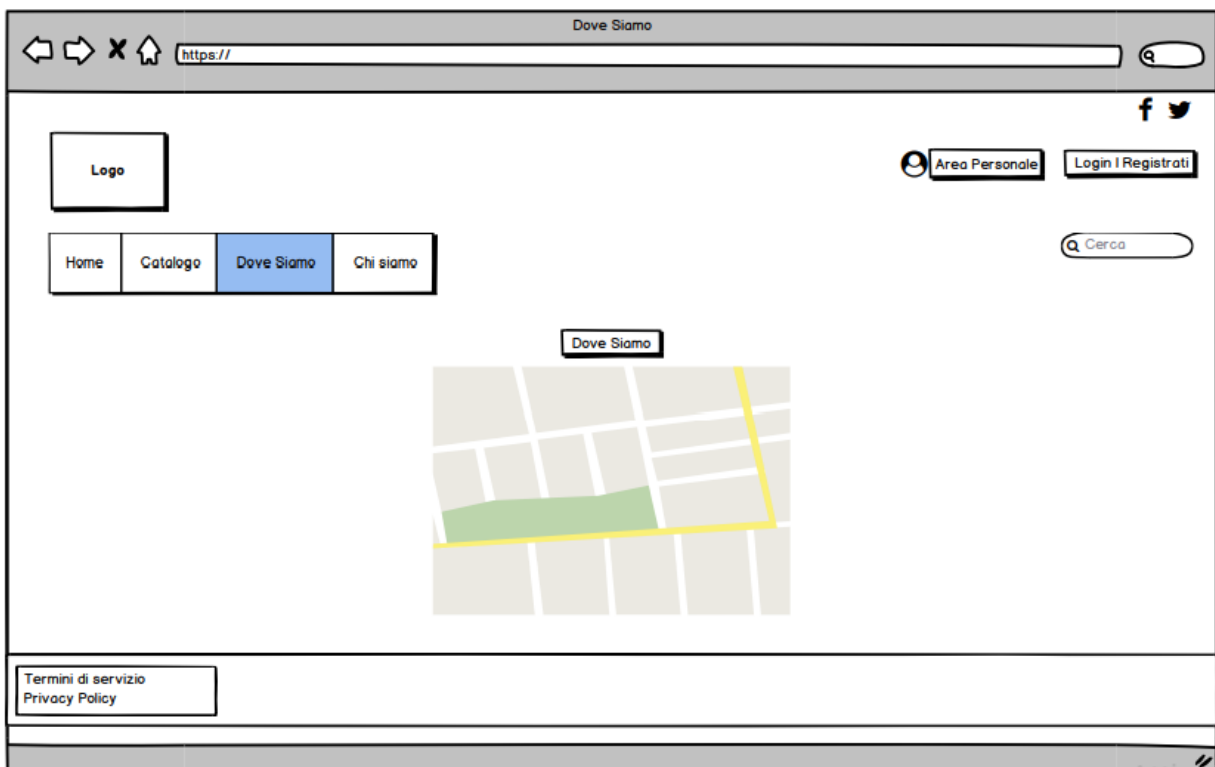 Dove Siamo
https://
Logo
Area Personale
Login | Registrati
Home
Catalogo
Dove Siamo
Chi siamo
Cerca
Dove Siamo
Termini di servizio
Privacy Policy